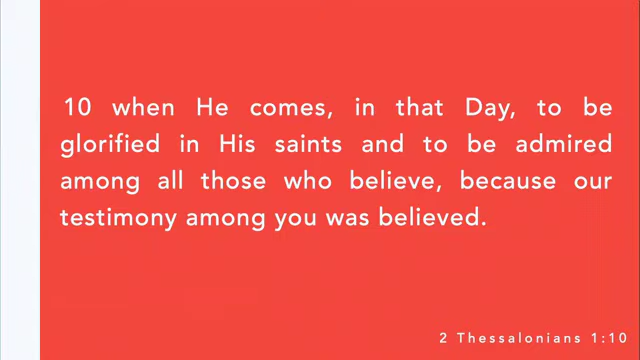 10 when He comes, in that Day, to be
glorified in His saints and to be admired
among all those who believe, because our
testimony among you was believed.
2 Thessalonians 1:10